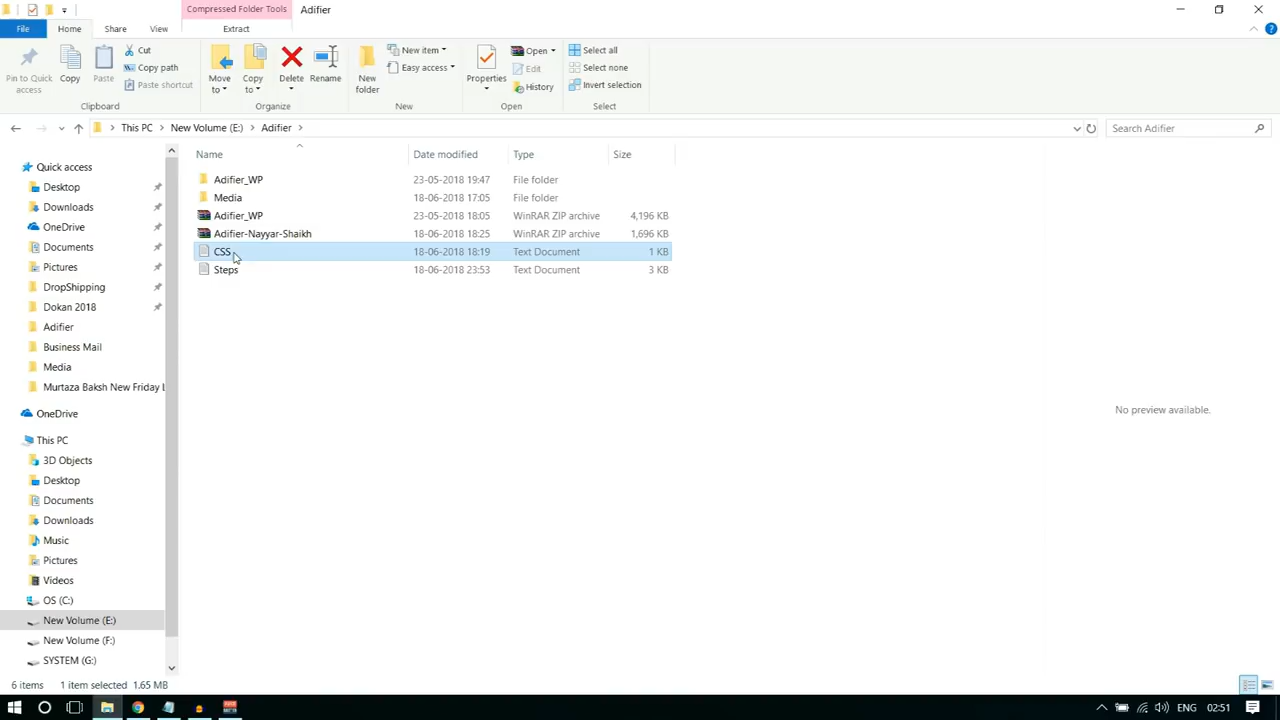 Compressed Folder Tools Adifier
File Home Share View Extract
Pin to Quick access
Copy
Paste
Cut
Copy path
Paste shortcut
Clipboard
Move to
Copy to
Delete
Rename
Organize
New folder
New item
Easy access
New
Properties
Open
Edit
History
Open
Select all
Select none
Invert selection
Select
This PC New Volume (E:) Adifier
Search Adifier
Name Date modified Type Size
Adifier_WP 23-05-2018 19:47 File folder
Media 18-06-2018 17:05 File folder
Adifier_WP 23-05-2018 18:05 WinRAR ZIP archive 4,196 KB
Adifier-Nayyar-Shaikh 18-06-2018 18:25 WinRAR ZIP archive 1,696 KB
CSS 18-06-2018 18:19 Text Document 1 KB
Steps 18-06-2018 23:53 Text Document 3 KB
Quick access
Desktop
Downloads
OneDrive
Documents
Pictures
DropShipping
Dokan 2018
Adifier
Business Mail
Media
Murtaza Baksh New Friday
OneDrive
This PC
3D Objects
Desktop
Documents
Downloads
Music
Pictures
Videos
OS (C:)
New Volume (E:)
New Volume (F:)
SYSTEM (G:)
No preview available.
6 items 1 item selected 1.65 MB
ENG 02:51